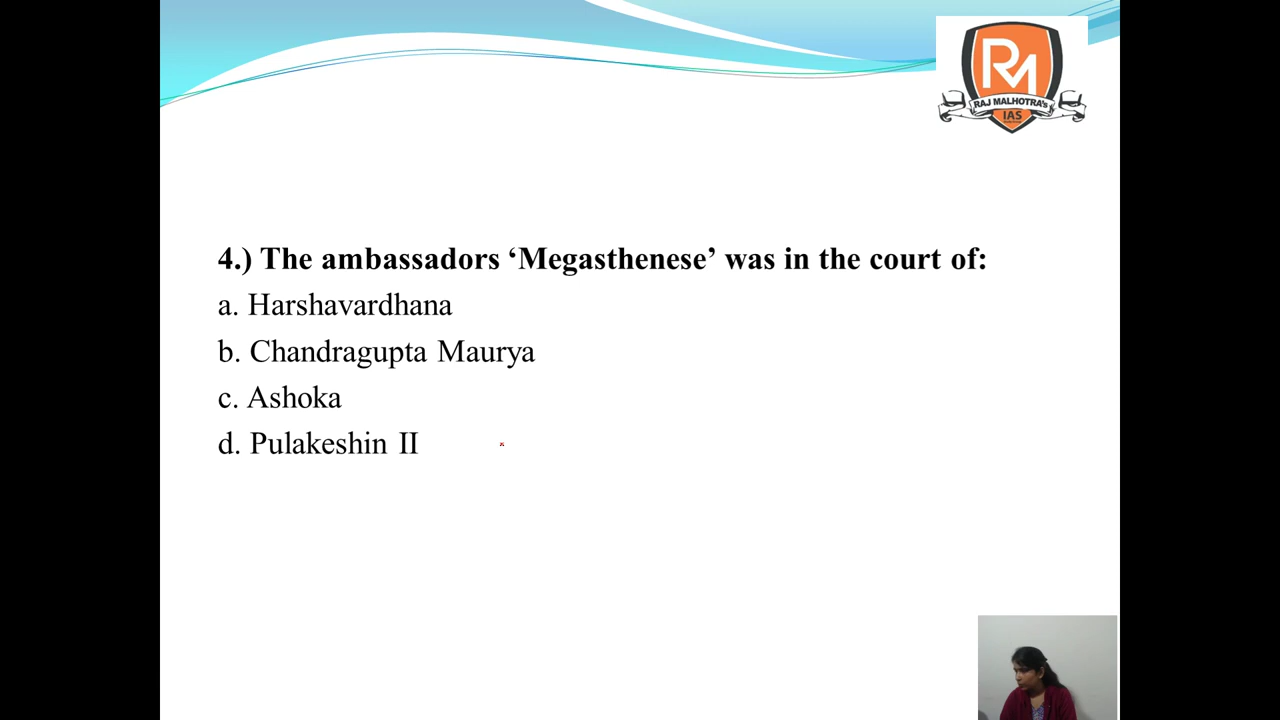 RM
RAJ MALHOTRA's
IAS
4.) The ambassadors ‘Megasthenese’ was in the court of:
a. Harshavardhana
b. Chandragupta Maurya
c. Ashoka
d. Pulakeshin II